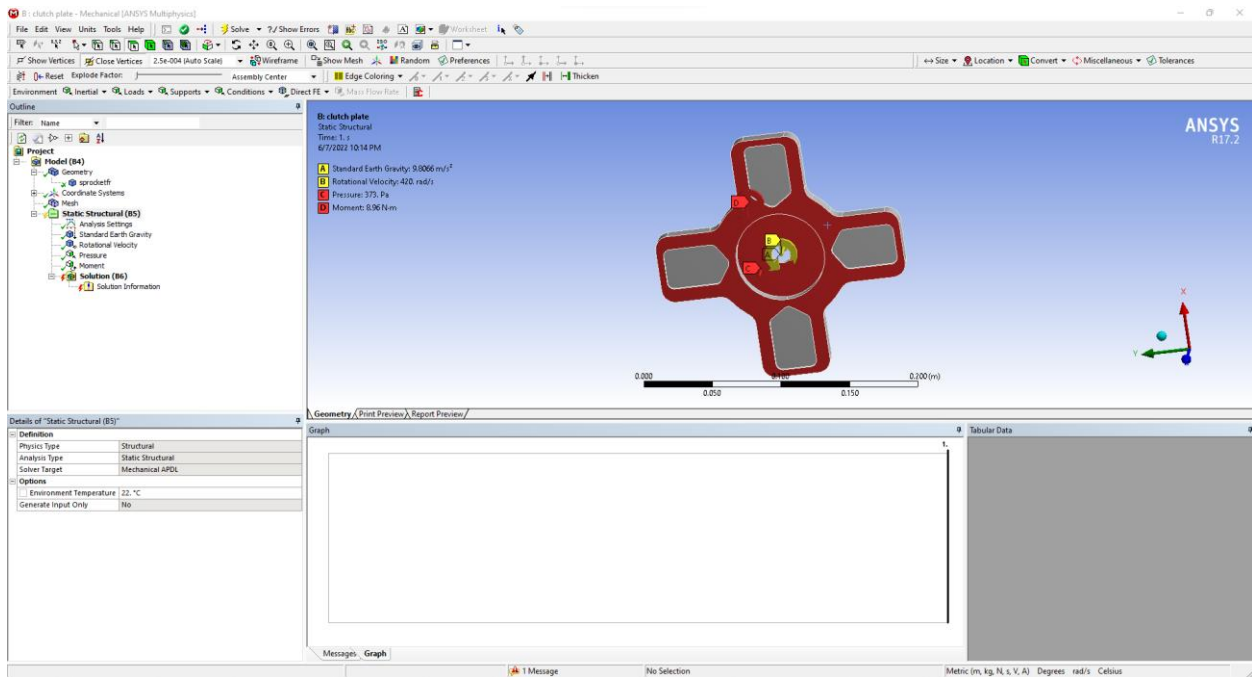 B : clutch plate - Mechanical [ANSYS Multiphysics]
File Edit View Units Tools Help Solve ?/ Show Errors Worksheet
Show Vertices Close Vertices 2.5e-004 (Auto Scale) Wireframe Show Mesh Random Preferences Size Location Convert Miscellaneous Tolerances
Reset Explode Factor: Assembly Center Edge Coloring Thicken
Environment Inertial Loads Supports Conditions Direct FE Mass Flow Rate
Outline
Filter: Name
Project
Model (B4)
Geometry
sprocketfr
Coordinate Systems
Mesh
Static Structural (B5)
Analysis Settings
Standard Earth Gravity
Rotational Velocity
Pressure
Moment
Solution (B6)
Solution Information
B: clutch plate
Static Structural
Time: 1. s
6/7/2022 10:14 PM
A Standard Earth Gravity: 9.8066 m/s²
B Rotational Velocity: 420. rad/s
C Pressure: 373. Pa
D Moment: 8.96 N·m
ANSYS
R17.2
D
B
A
C
X
Y
0.000 0.100 0.200 (m)
0.050 0.150
Geometry Print Preview Report Preview
Details of "Static Structural (B5)"
Definition
Physics Type Structural
Analysis Type Static Structural
Solver Target Mechanical APDL
Options
Environment Temperature 22. °C
Generate Input Only No
Graph
1.
Messages Graph
Tabular Data
1 Message No Selection Metric (m, kg, N, s, V, A) Degrees rad/s Celsius